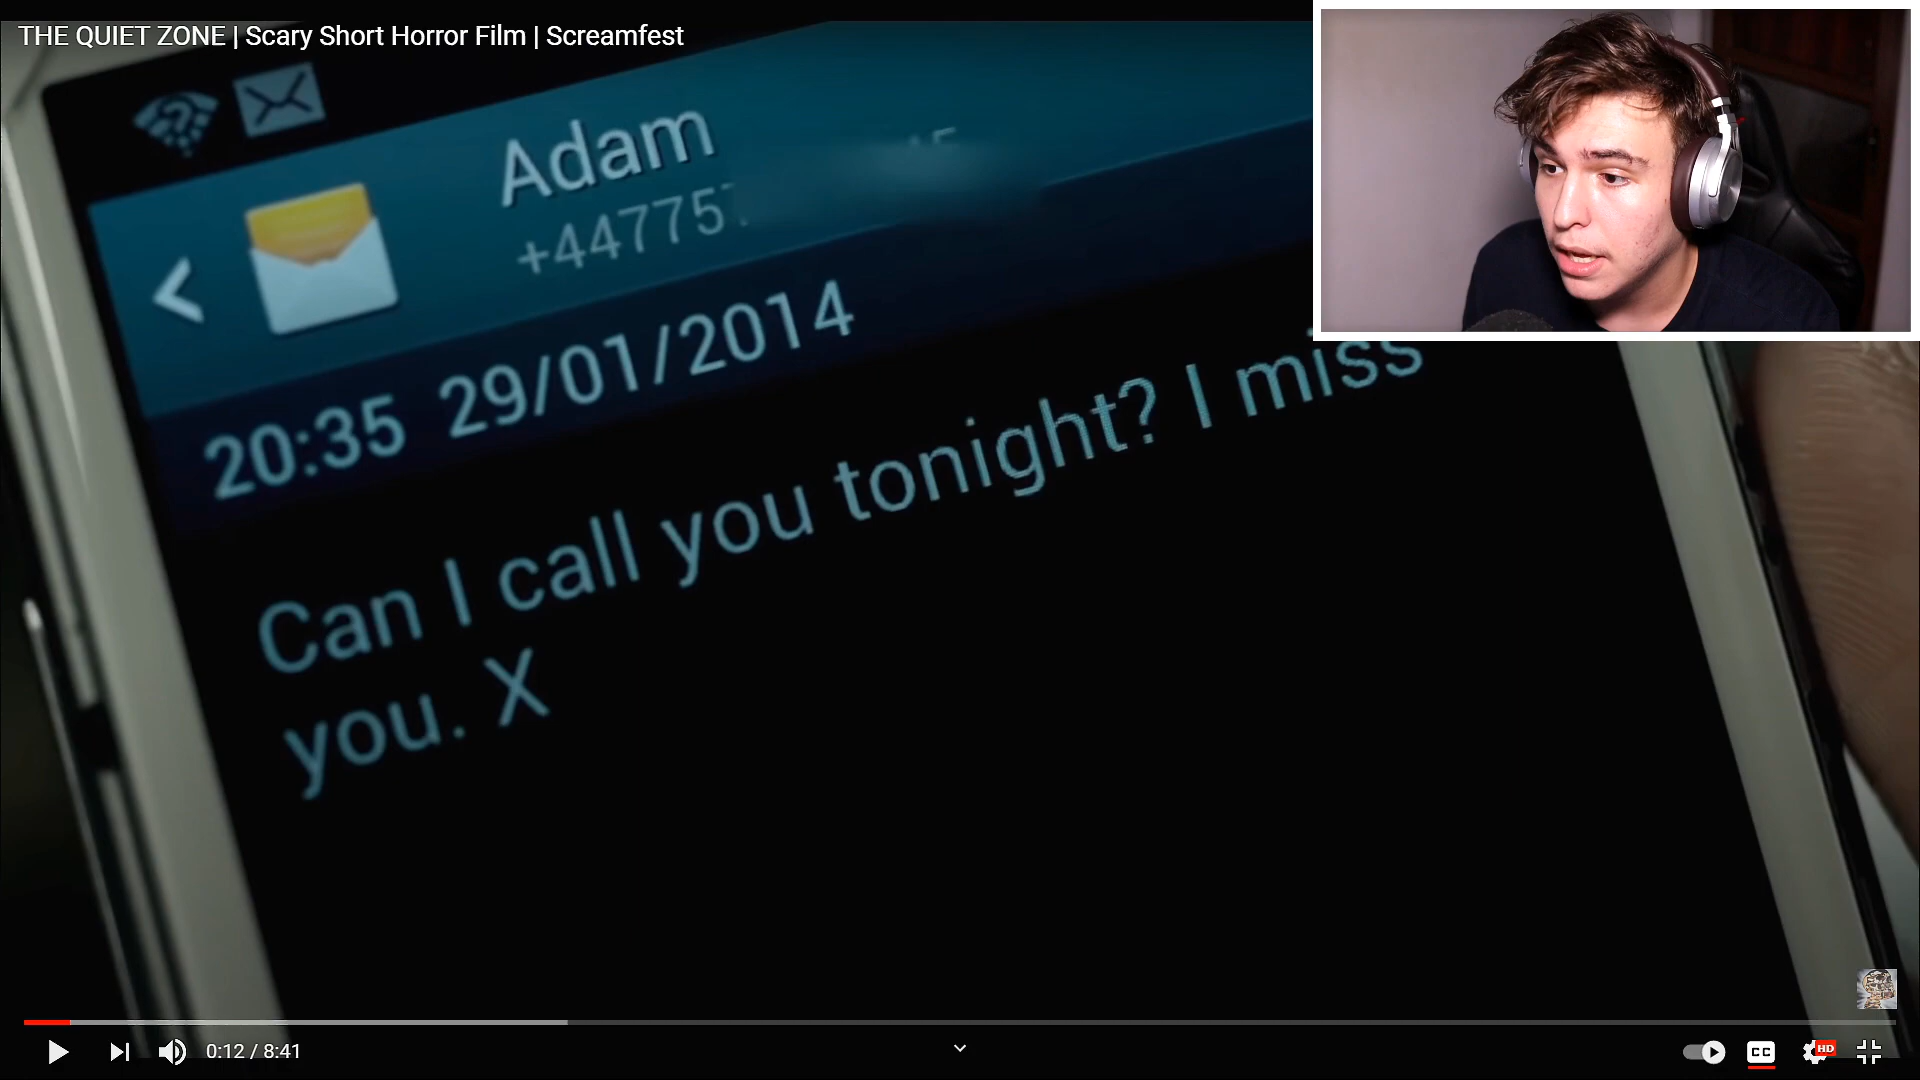 THE QUIET ZONE | Scary Short Horror Film | Screamfest
Adam
+447757
20:35 29/01/2014
Can I call you tonight? I miss
you. X
0:12 / 8:41
CC
HD